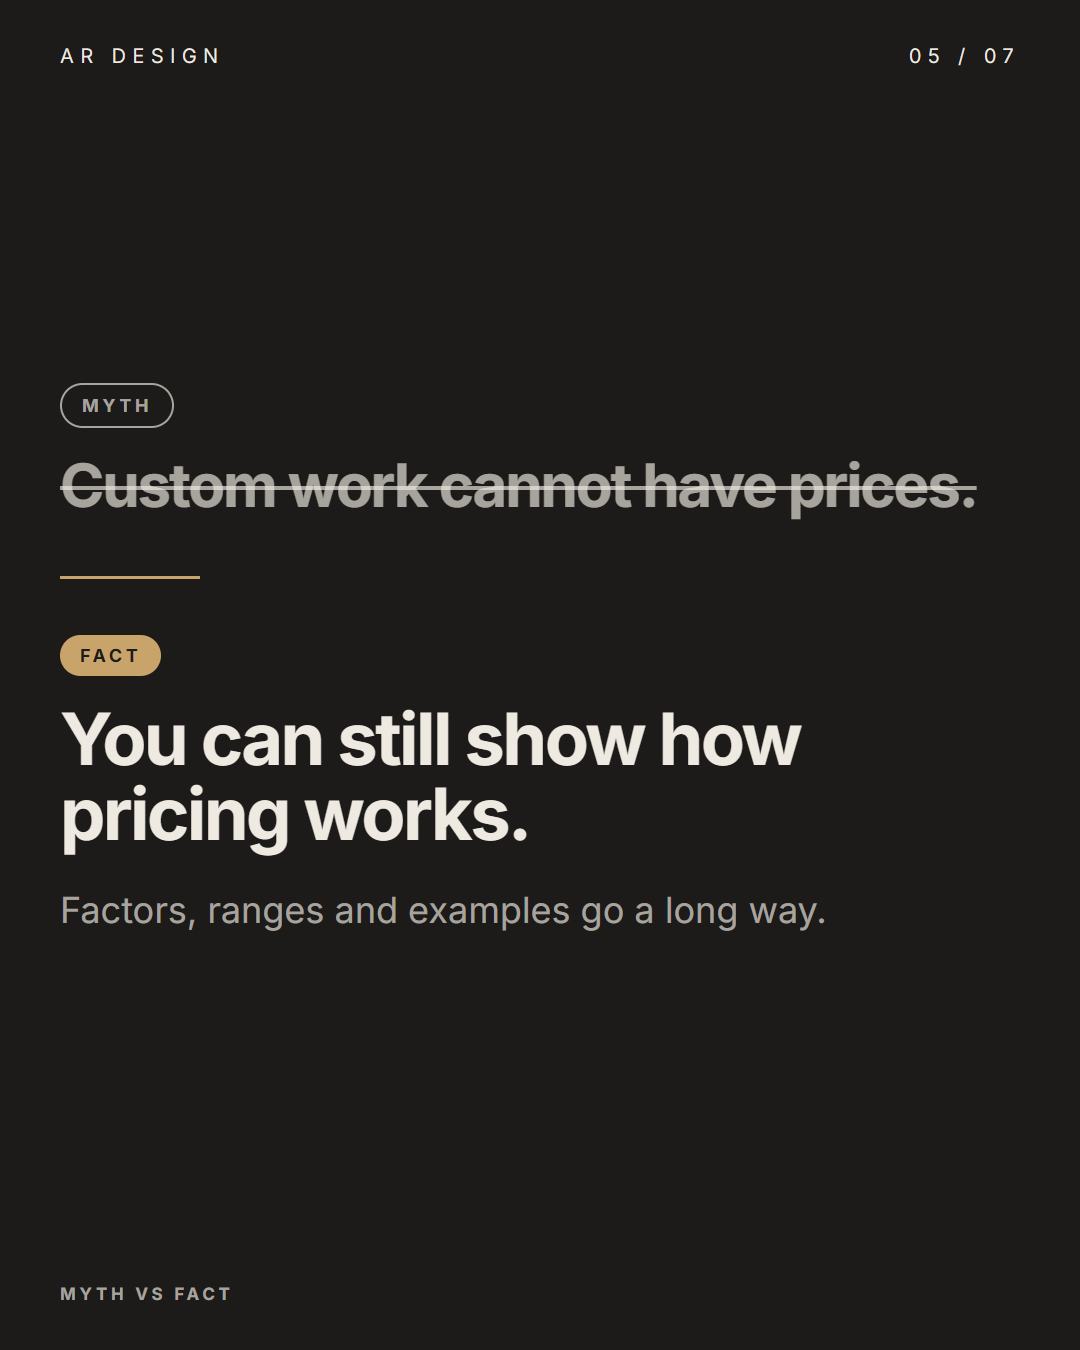 AR DESIGN
05 / 07
MYTH
Custom work cannot have prices.
FACT
You can still show how
pricing works.
Factors, ranges and examples go a long way.
MYTH VS FACT